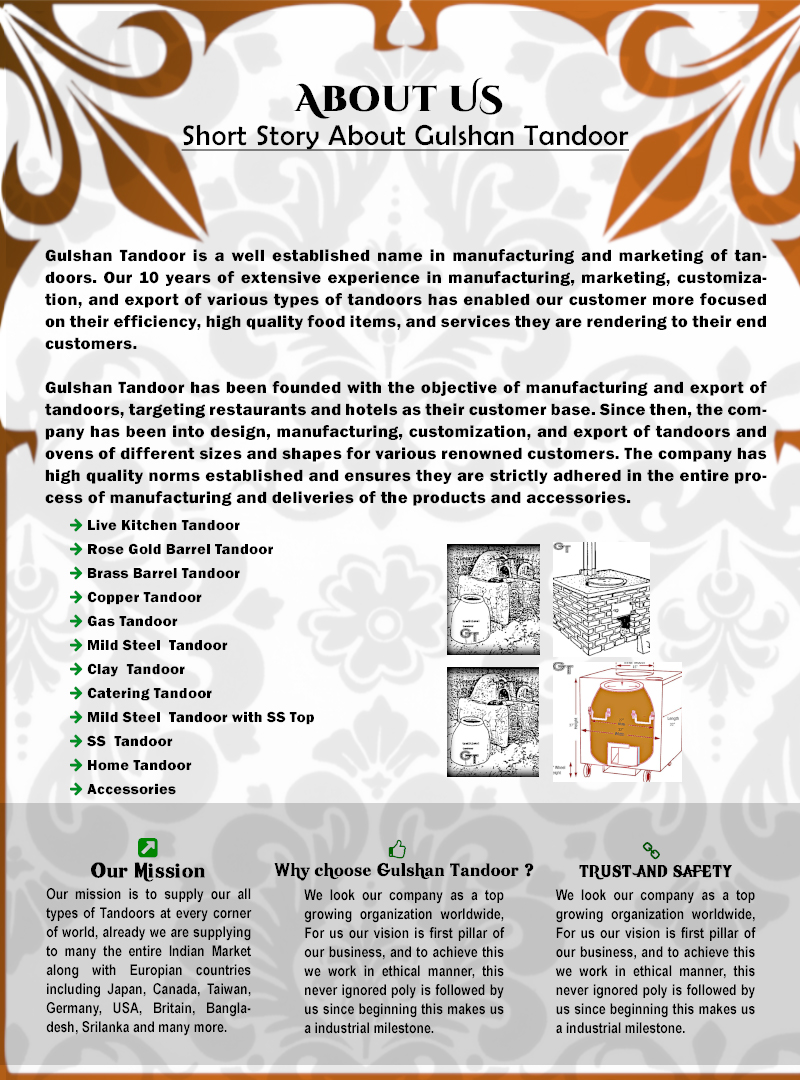 ABOUT US
Short Story About Gulshan Tandoor
Gulshan Tandoor is a well established name in manufacturing and marketing of tan-
doors. Our 10 years of extensive experience in manufacturing, marketing, customiza-
tion, and export of various types of tandoors has enabled our customer more focused
on their efficiency, high quality food items, and services they are rendering to their end
customers.
Gulshan Tandoor has been founded with the objective of manufacturing and export of
tandoors, targeting restaurants and hotels as their customer base. Since then, the com-
pany has been into design, manufacturing, customization, and export of tandoors and
ovens of different sizes and shapes for various renowned customers. The company has
high quality norms established and ensures they are strictly adhered in the entire pro-
cess of manufacturing and deliveries of the products and accessories.
Live Kitchen Tandoor
Rose Gold Barrel Tandoor
Brass Barrel Tandoor
Copper Tandoor
Gas Tandoor
Mild Steel Tandoor
Clay Tandoor
Catering Tandoor
Mild Steel Tandoor with SS Top
SS Tandoor
Home Tandoor
Accessories
GT
GT
GT
GT
Length
Our Mission
Our mission is to supply our all
types of Tandoors at every corner
of world, already we are supplying
to many the entire Indian Market
along with Europian countries
including Japan, Canada, Taiwan,
Germany, USA, Britain, Bangla-
desh, Srilanka and many more.
Why choose Gulshan Tandoor ?
We look our company as a top
growing organization worldwide,
For us our vision is first pillar of
our business, and to achieve this
we work in ethical manner, this
never ignored poly is followed by
us since beginning this makes us
a industrial milestone.
TRUST AND SAFETY
We look our company as a top
growing organization worldwide,
For us our vision is first pillar of
our business, and to achieve this
we work in ethical manner, this
never ignored poly is followed by
us since beginning this makes us
a industrial milestone.